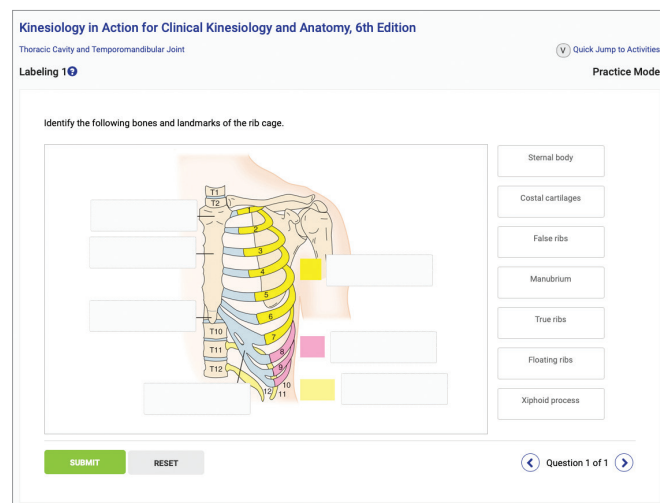 Kinesiology in Action for Clinical Kinesiology and Anatomy, 6th Edition
Thoracic Cavity and Temporomandibular Joint
V Quick Jump to Activities
Labeling 1?
Practice Mode
Identify the following bones and landmarks of the rib cage.
T1
T2
1
2
3
4
5
6
7
T10
T11
8
9
T12
10
12
11
Sternal body
Costal cartilages
False ribs
Manubrium
True ribs
Floating ribs
Xiphoid process
SUBMIT
RESET
Question 1 of 1